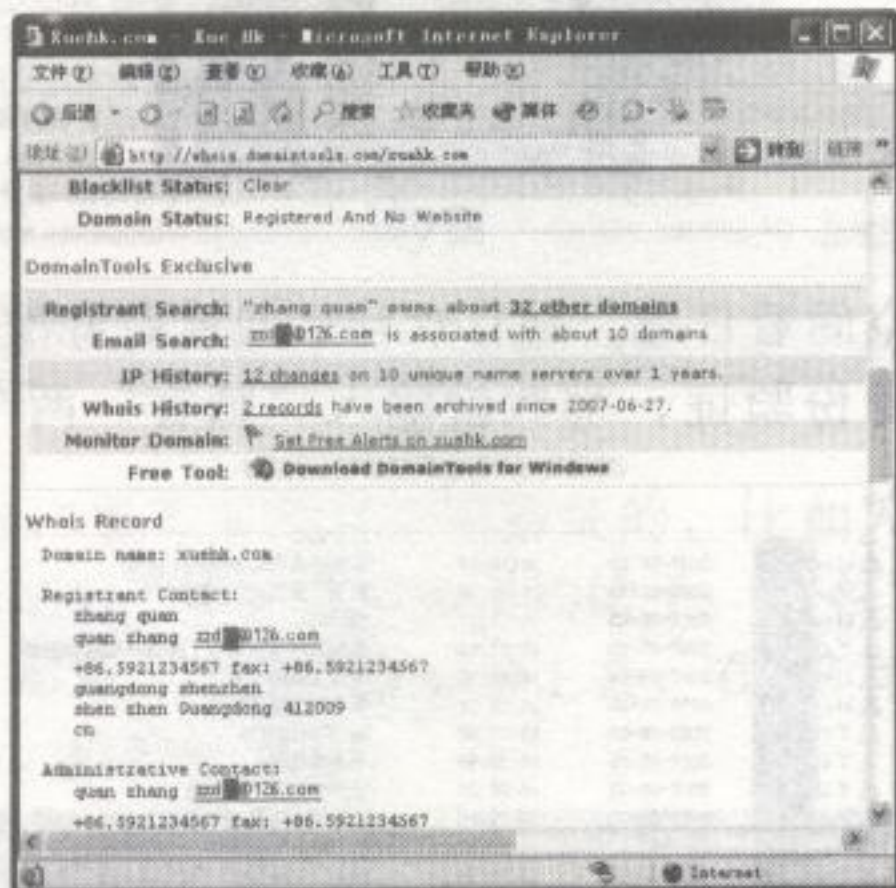 Xuehk.com - Xue Hk - Microsoft Internet Explorer
文件(F) 编辑(E) 查看(V) 收藏(A) 工具(T) 帮助(H)
后退 搜索 收藏夹 媒体
地址(D) http://whois.domaintools.com/xuehk.com 转到 链接 »
Blacklist Status: Clear
Domain Status: Registered And No Website
DomainTools Exclusive
Registrant Search: "zhang quan" owns about 32 other domains
Email Search: zzd @126.com is associated with about 10 domains
IP History: 12 changes on 10 unique name servers over 1 years.
Whois History: 2 records have been archived since 2007-06-27.
Monitor Domain: Set Free Alerts on xuehk.com
Free Tool: Download DomainTools for Windows
Whois Record
Domain name: xuehk.com
Registrant Contact:
zhang quan
quan zhang zzd @126.com
+86.5921234567 fax: +86.5921234567
guangdong shenzhen
shen zhen Guangdong 412009
cn
Administrative Contact:
quan zhang zzd @126.com
+86.5921234567 fax: +86.5921234567
Internet